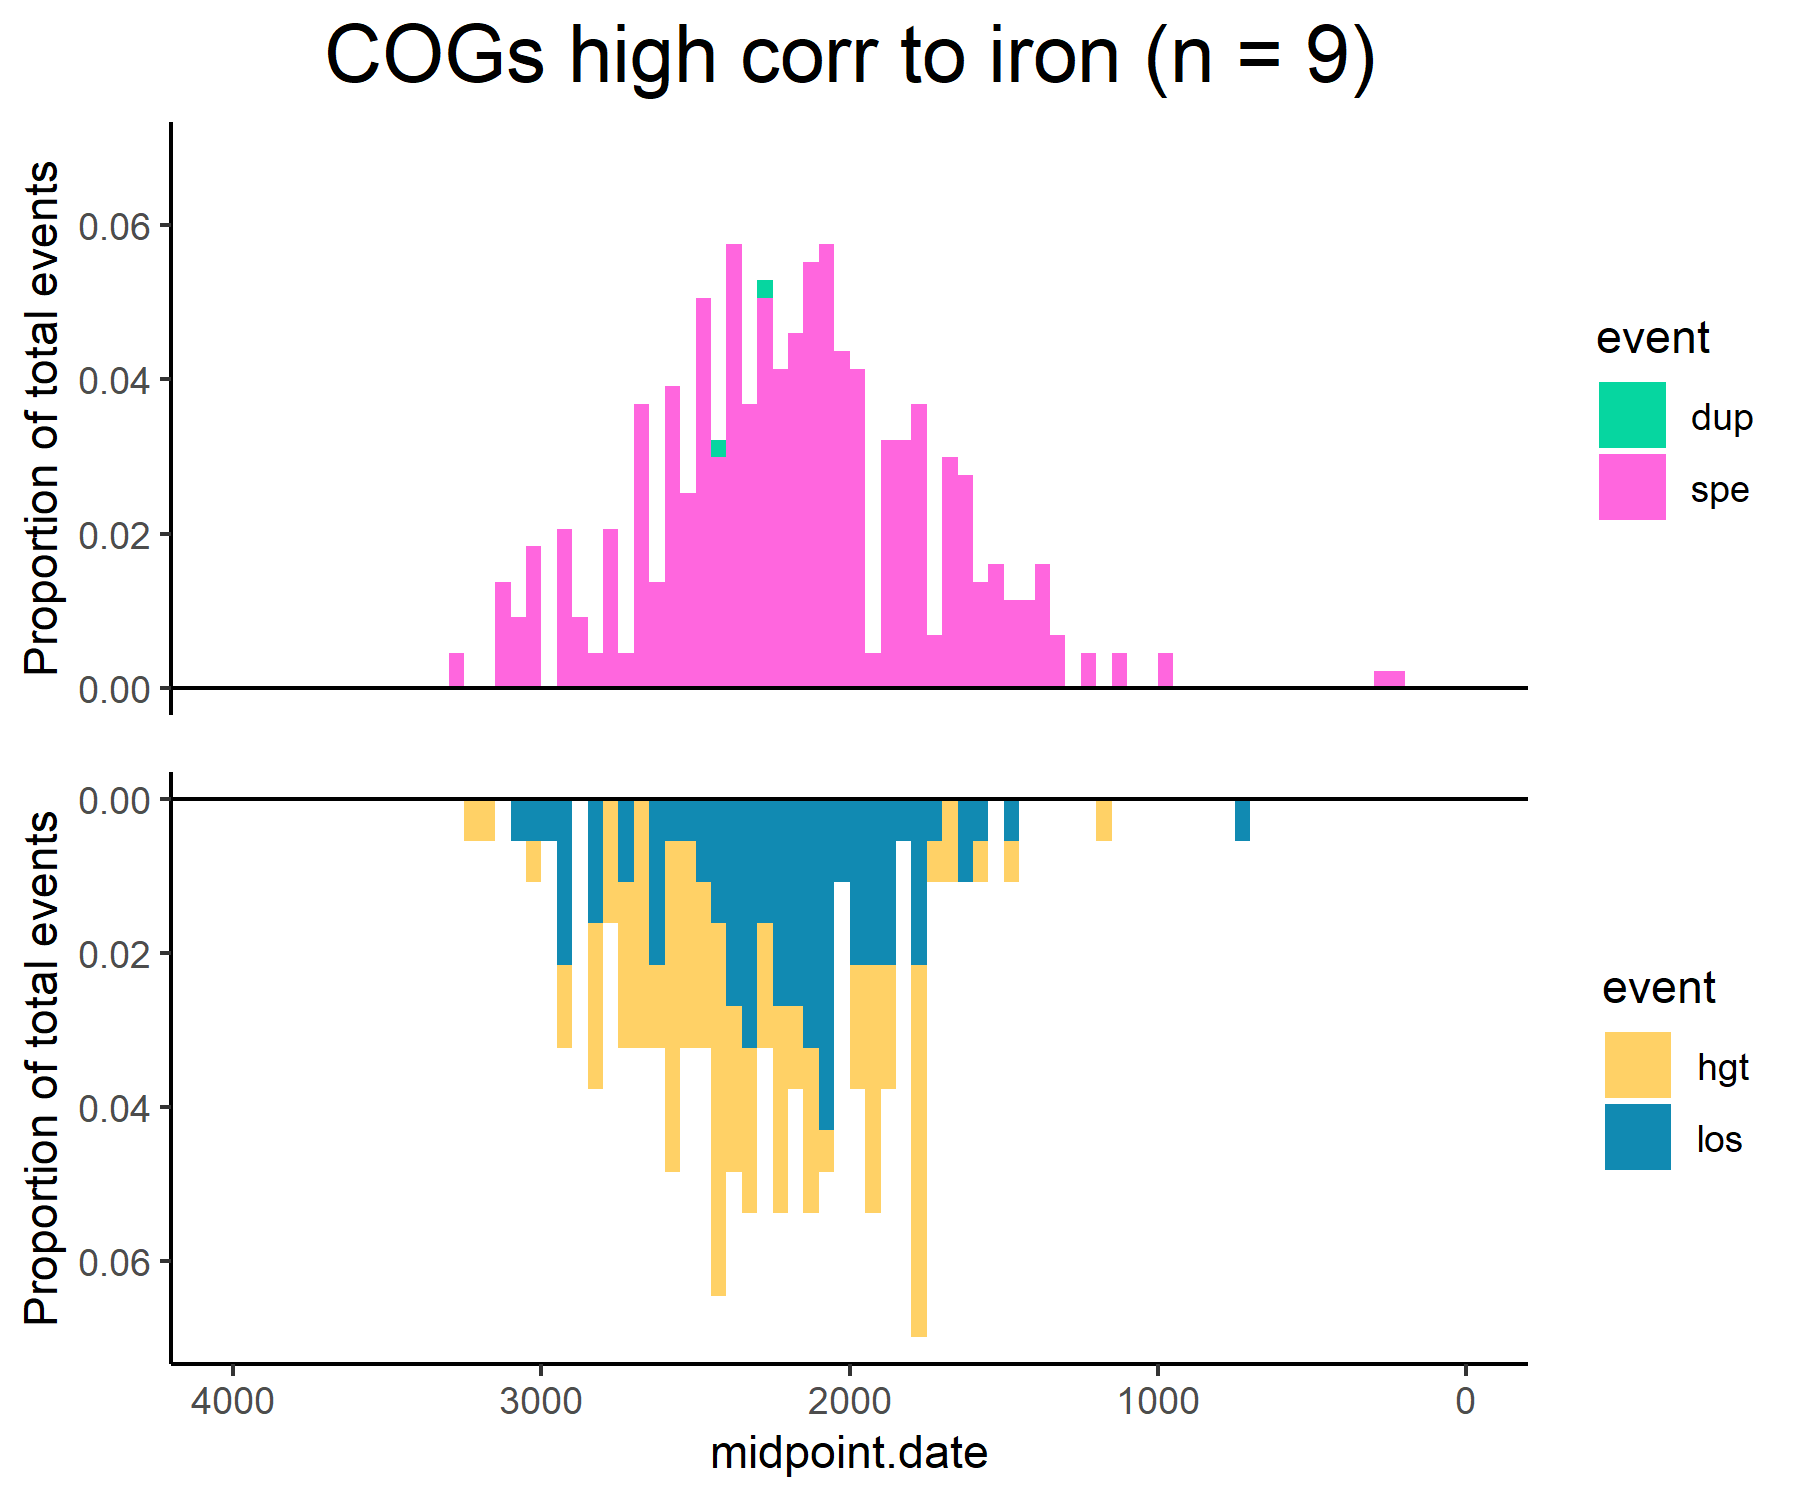 COGs high corr to iron (n = 9)
Proportion of total events
0.06
0.04
0.02
0.00
event
dup
spe
Proportion of total events
0.00
0.02
0.04
0.06
event
hgt
los
4000 3000 2000 1000 0
midpoint.date